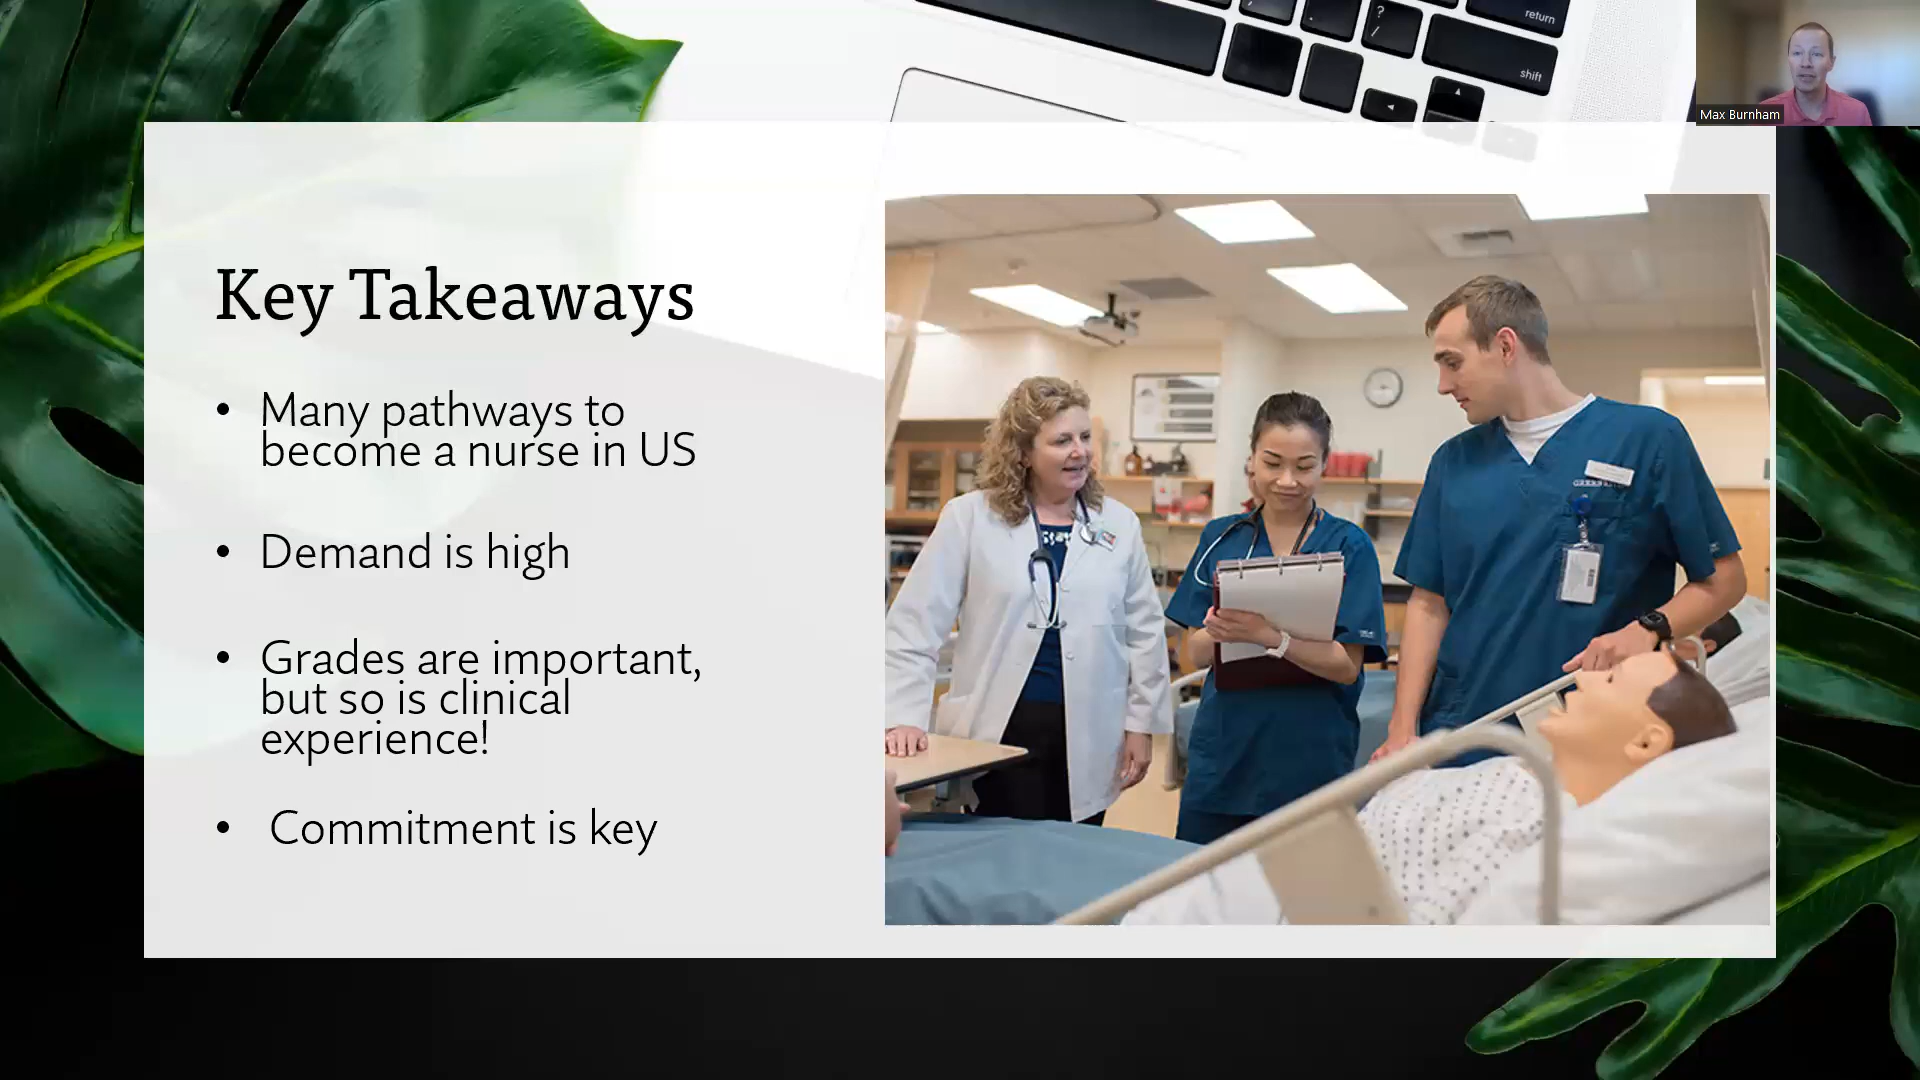 return
?
/
shift
Max Burnham
Key Takeaways
• Many pathways to
become a nurse in US
• Demand is high
• Grades are important,
but so is clinical
experience!
• Commitment is key